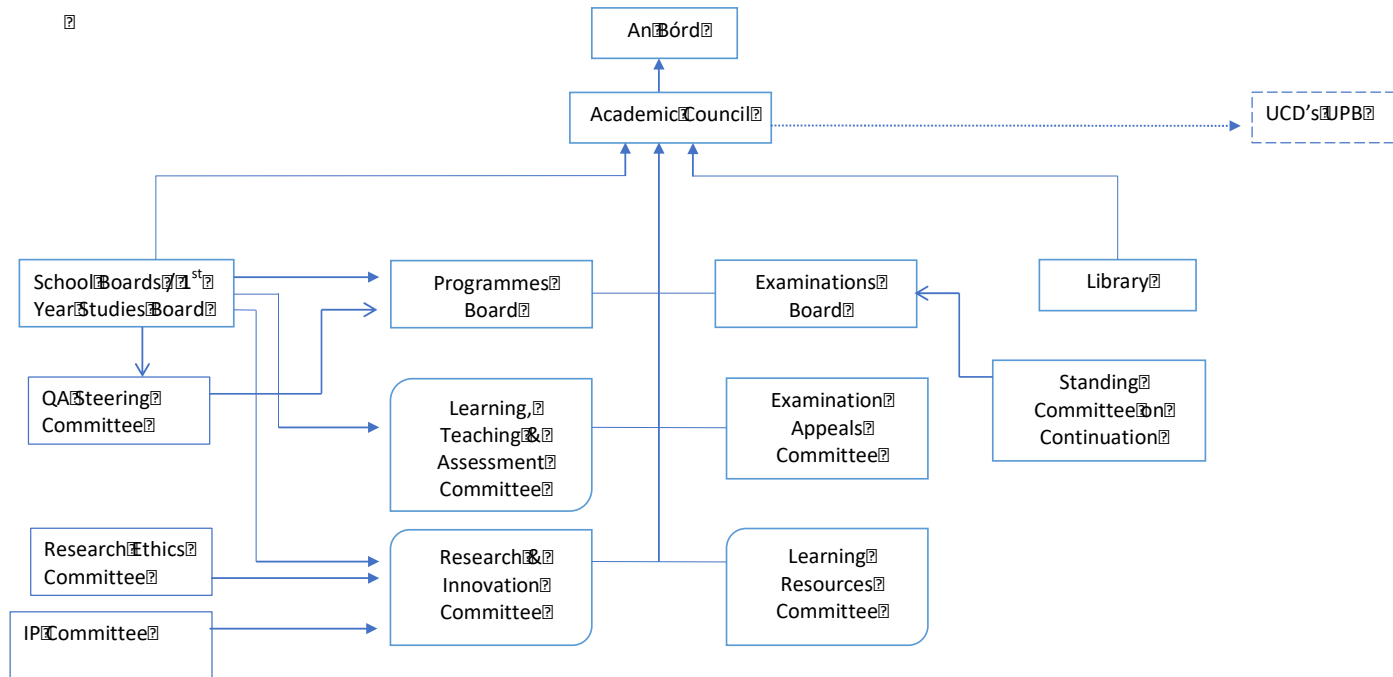 An Bórd
Academic Council
UCD's UPB
School Boards / 1st
Year Studies Board
Programmes
Board
Examinations
Board
Library
QA Steering
Committee
Learning,
Teaching &
Assessment
Committee
Examination
Appeals
Committee
Standing
Committee on
Continuation
Research Ethics
Committee
Research &
Innovation
Committee
Learning
Resources
Committee
IP Committee